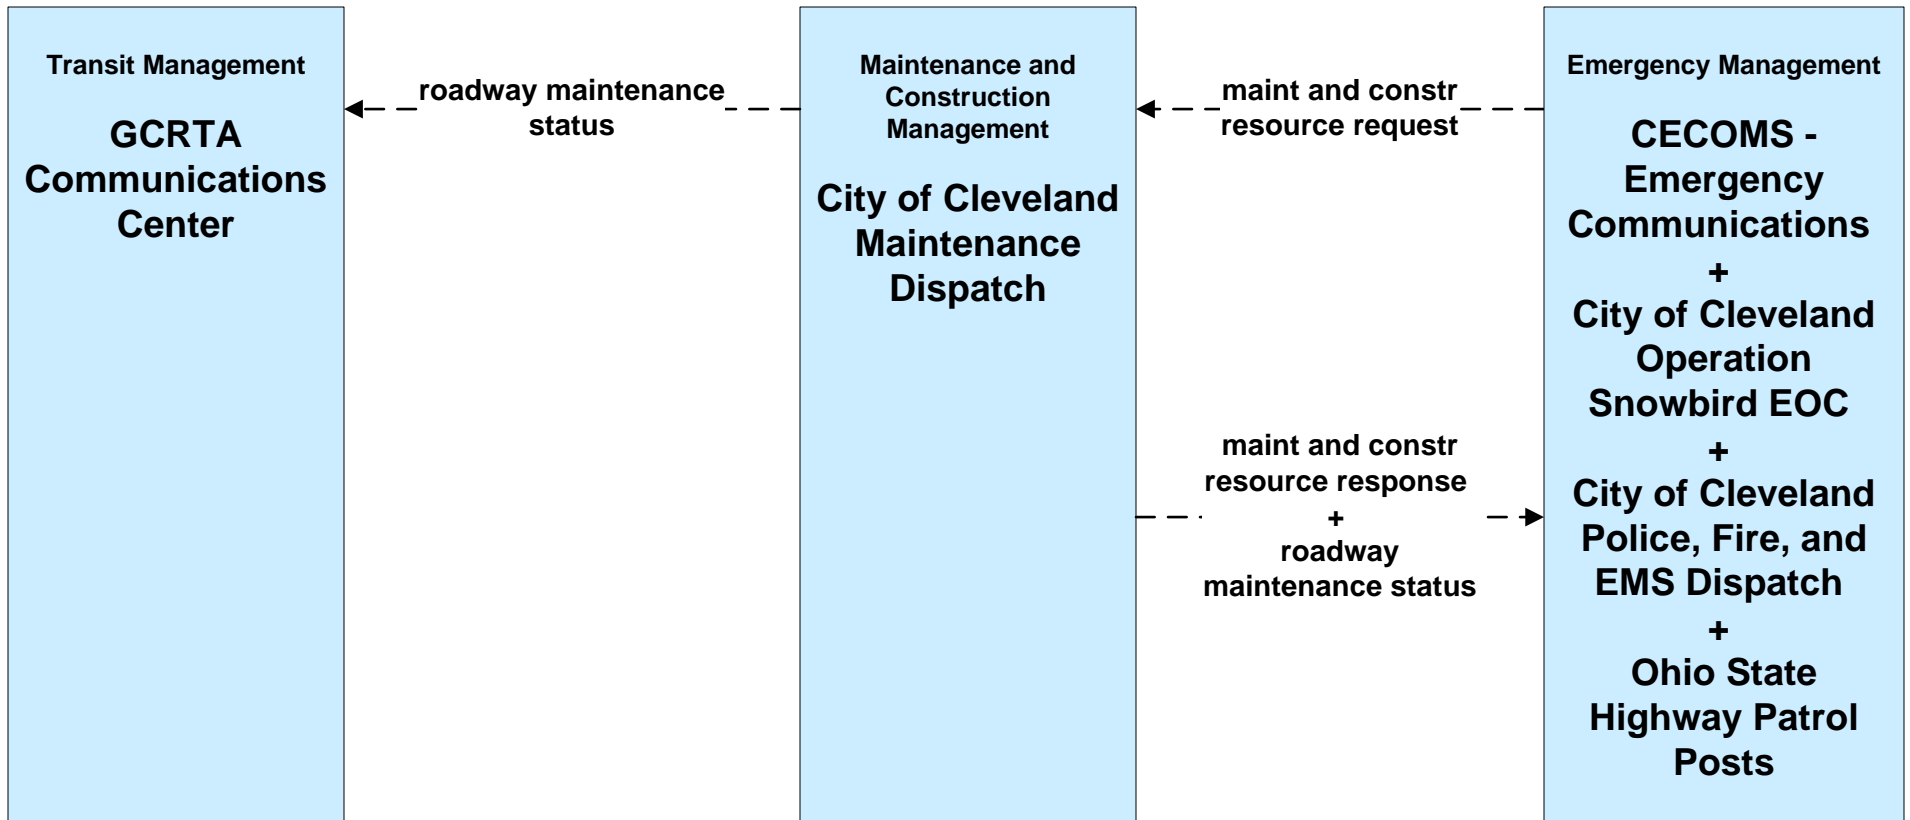 Transit Management
GCRTA
Communications
Center
roadway maintenance
status
Maintenance and
Construction
Management
City of Cleveland
Maintenance
Dispatch
maint and constr
resource request
maint and constr
resource response
+
roadway
maintenance status
Emergency Management
CECOMS -
Emergency
Communications
+
City of Cleveland
Operation
Snowbird EOC
+
City of Cleveland
Police, Fire, and
EMS Dispatch
+
Ohio State
Highway Patrol
Posts